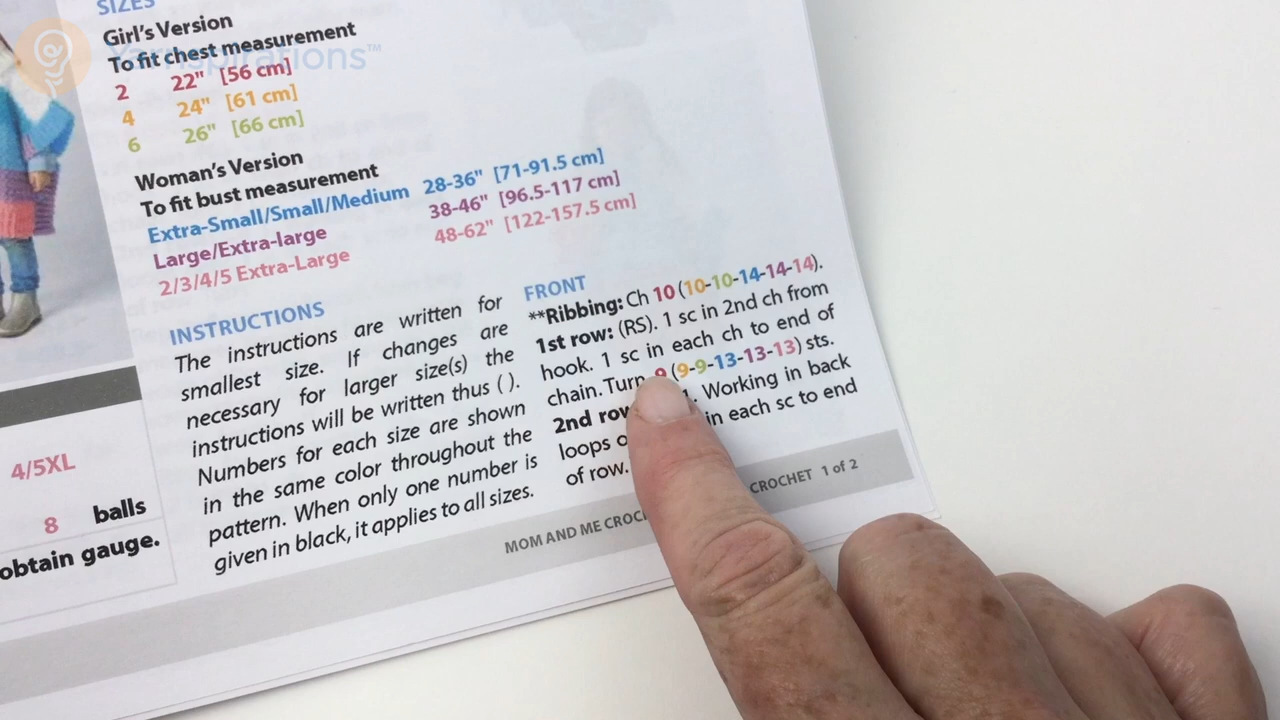 SIZES
Girl's Version
To fit chest measurement
Yarnspirations™
2 22" [56 cm]
4 24" [61 cm]
6 26" [66 cm]
Woman's Version
To fit bust measurement
Extra-Small/Small/Medium 28-36" [71-91.5 cm]
Large/Extra-large 38-46" [96.5-117 cm]
2/3/4/5 Extra-Large 48-62" [122-157.5 cm]
INSTRUCTIONS
The instructions are written for
smallest size. If changes are
necessary for larger size(s) the
instructions will be written thus ( ).
Numbers for each size are shown
in the same color throughout the
pattern. When only one number is
given in black, it applies to all sizes.
FRONT
**Ribbing: Ch 10 (10-10-14-14-14).
1st row: (RS). 1 sc in 2nd ch from
hook. 1 sc in each ch to end of
chain. Turn. 9 (9-9-13-13-13) sts.
2nd row 1. Working in back
loops in each sc to end
of row.
4/5XL
8 balls
obtain gauge.
MOM AND ME CROCHET 1 of 2